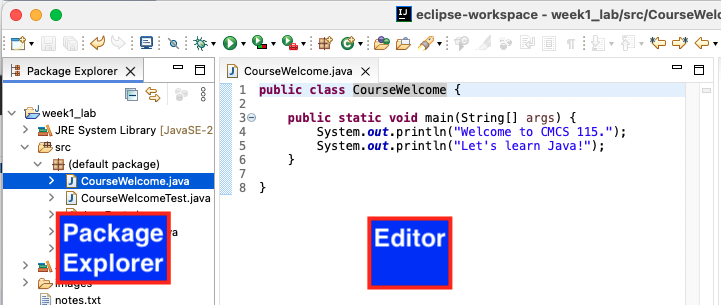 eclipse-workspace - week1_lab/src/CourseWelc
Package Explorer
CourseWelcome.java
week1_lab
JRE System Library [JavaSE-2
src
(default package)
CourseWelcome.java
CourseWelcomeTest.java
Package
Explorer
images
notes.txt
1 public class CourseWelcome {
2
3 public static void main(String[] args) {
4 System.out.println("Welcome to CMCS 115.");
5 System.out.println("Let's learn Java!");
6 }
7
8 }
Editor